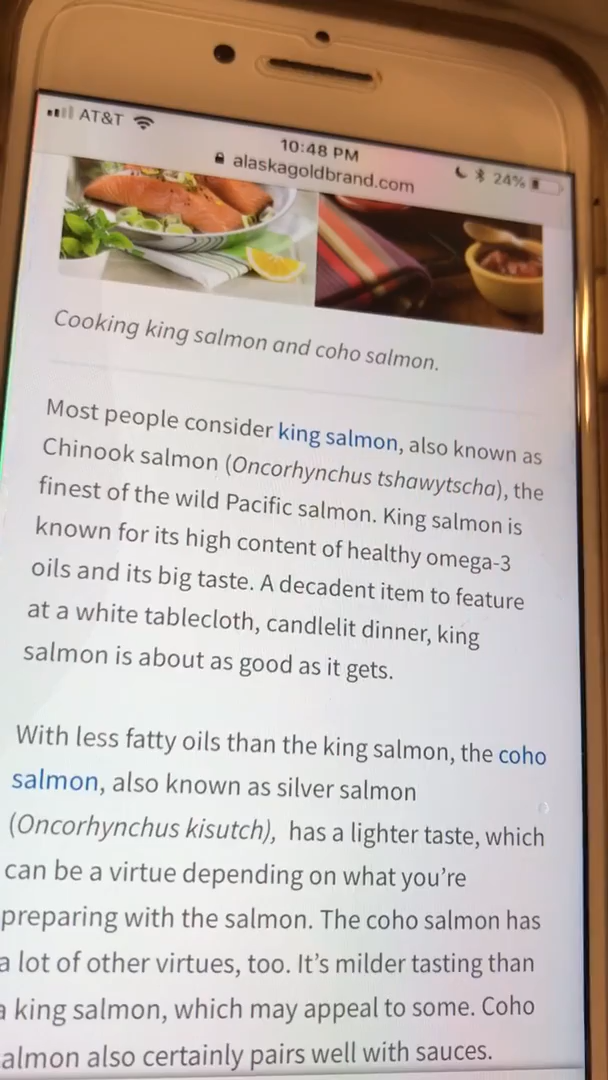 AT&T
10:48 PM
24%
alaskagoldbrand.com
Cooking king salmon and coho salmon.
Most people consider king salmon, also known as
Chinook salmon (Oncorhynchus tshawytscha), the
finest of the wild Pacific salmon. King salmon is
known for its high content of healthy omega-3
oils and its big taste. A decadent item to feature
at a white tablecloth, candlelit dinner, king
salmon is about as good as it gets.
With less fatty oils than the king salmon, the coho
salmon, also known as silver salmon
(Oncorhynchus kisutch), has a lighter taste, which
can be a virtue depending on what you're
preparing with the salmon. The coho salmon has
a lot of other virtues, too. It's milder tasting than
a king salmon, which may appeal to some. Coho
almon also certainly pairs well with sauces.